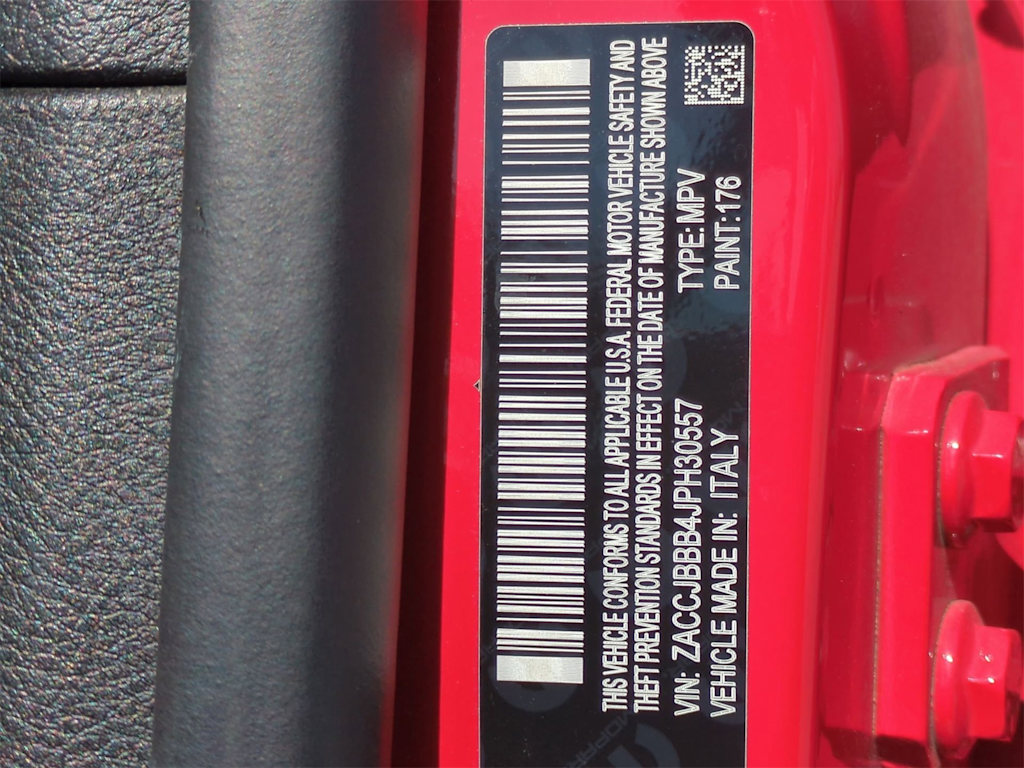 THIS VEHICLE CONFORMS TO ALL APPLICABLE U.S.A. FEDERAL MOTOR VEHICLE SAFETY AND
THEFT PREVENTION STANDARDS IN EFFECT ON THE DATE OF MANUFACTURE SHOWN ABOVE
VIN: ZACCJBBB4JPH30557 TYPE: MPV
VEHICLE MADE IN: ITALY PAINT:176